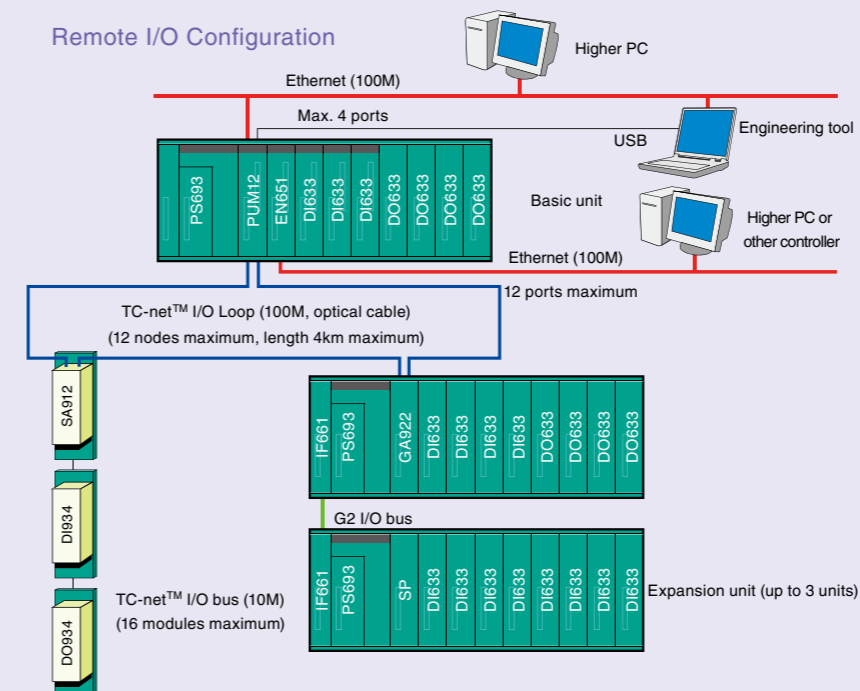 Remote I/O Configuration
Higher PC
Ethernet (100M)
Max. 4 ports
USB
Engineering tool
PS693
PUM12
EN651
DI633
DI633
DI633
DO633
DO633
DO633
DO633
Basic unit
Higher PC or
other controller
Ethernet (100M)
12 ports maximum
TC-net™ I/O Loop (100M, optical cable)
(12 nodes maximum, length 4km maximum)
SA912
IF661
PS693
GA922
DI633
DI633
DI633
DI633
DO633
DO633
DO633
DO633
DI934
G2 I/O bus
IF661
PS693
SP
DI633
DI633
DI633
DI633
DI633
DI633
DI633
DI633
Expansion unit (up to 3 units)
TC-net™ I/O bus (10M)
(16 modules maximum)
DO934